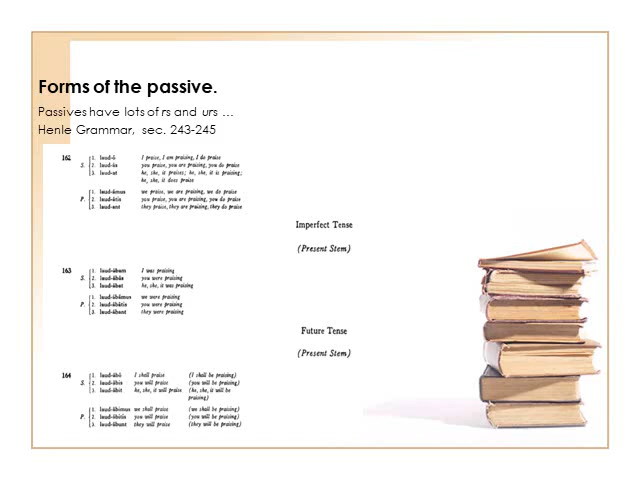 Forms of the passive.
Passives have lots of rs and urs …
Henle Grammar, sec. 243-245
162
S. 1. laud-ō I praise, I am praising, I do praise
2. laud-ās you praise, you are praising, you do praise
3. laud-at he, she, it praises; he, she, it is praising;
he, she, it does praise
P. 1. laud-āmus we praise, we are praising, we do praise
2. laud-ātis you praise, you are praising, you do praise
3. laud-ant they praise, they are praising, they do praise
Imperfect Tense
(Present Stem)
163
S. 1. laud-ābam I was praising
2. laud-ābās you were praising
3. laud-ābat he, she, it was praising
P. 1. laud-ābāmus we were praising
2. laud-ābātis you were praising
3. laud-ābant they were praising
Future Tense
(Present Stem)
164
S. 1. laud-ābō I shall praise (I shall be praising)
2. laud-ābis you will praise (you will be praising)
3. laud-ābit he, she, it will praise (he, she, it will be
praising)
P. 1. laud-ābimus we shall praise (we shall be praising)
2. laud-ābitis you will praise (you will be praising)
3. laud-ābunt they will praise (they will be praising)